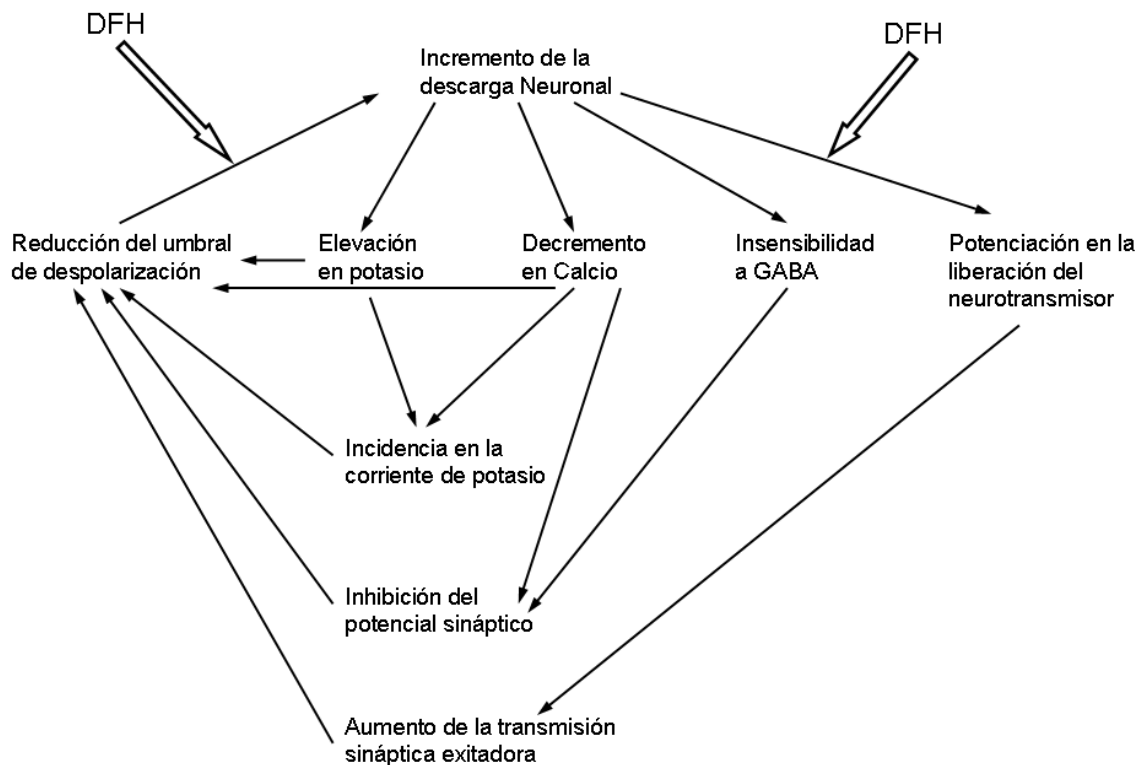 DFH
DFH
Incremento de la
descarga Neuronal
Reducción del umbral
de despolarización
Elevación
en potasio
Decremento
en Calcio
Insensibilidad
a GABA
Potenciación en la
liberación del
neurotransmisor
Incidencia en la
corriente de potasio
Inhibición del
potencial sináptico
Aumento de la transmisión
sináptica exitadora